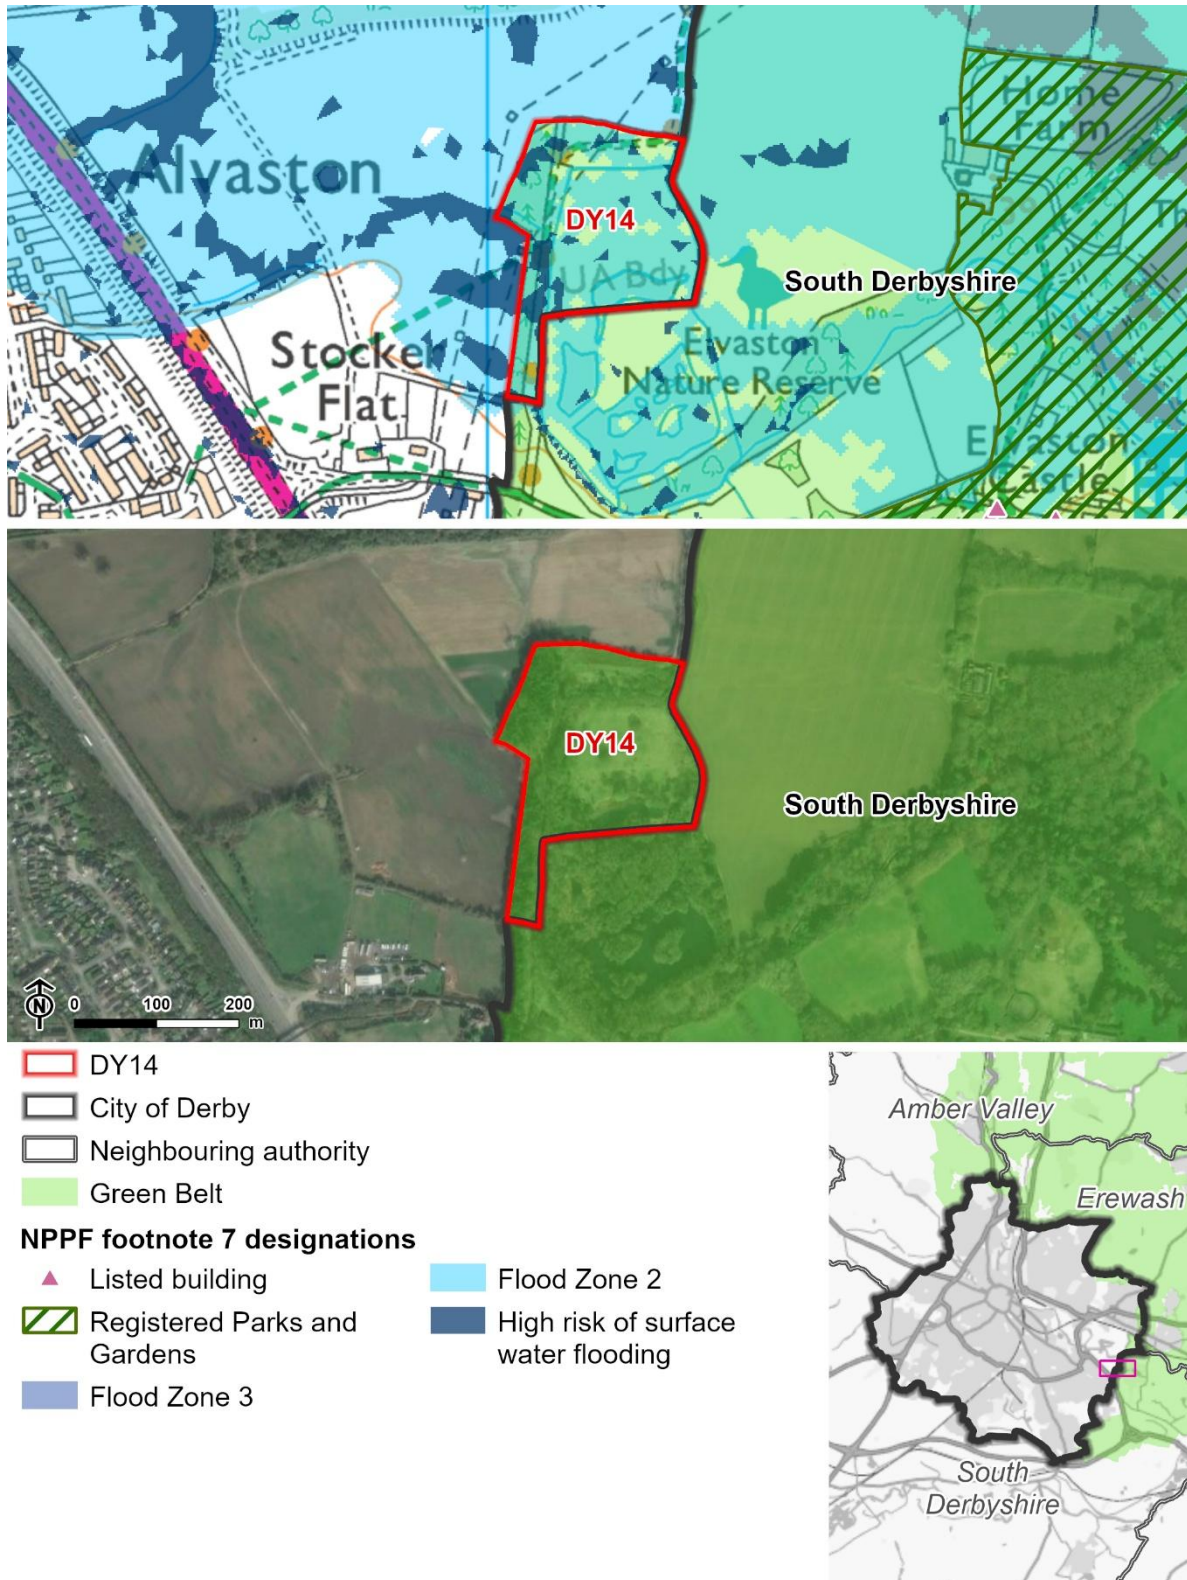 Home
Farm
Alvaston
DY14
Th
UA Bdy
South Derbyshire
Stocker
Flat
Elvaston
Nature Reserve
Elvaston
Castle
DY14
South Derbyshire
N
0 100 200
m
DY14
City of Derby
Neighbouring authority
Green Belt
NPPF footnote 7 designations
Listed building
Registered Parks and
Gardens
Flood Zone 3
Flood Zone 2
High risk of surface
water flooding
Amber Valley
Erewash
South
Derbyshire